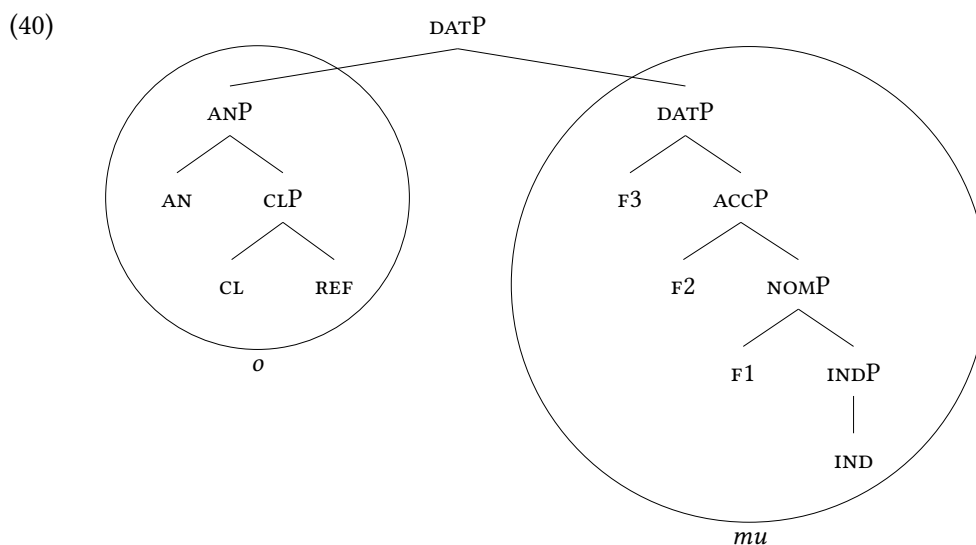 (40)
DATP
ANP DATP
AN CLP F3 ACCP
CL REF F2 NOMP
o F1 INDP
IND
mu